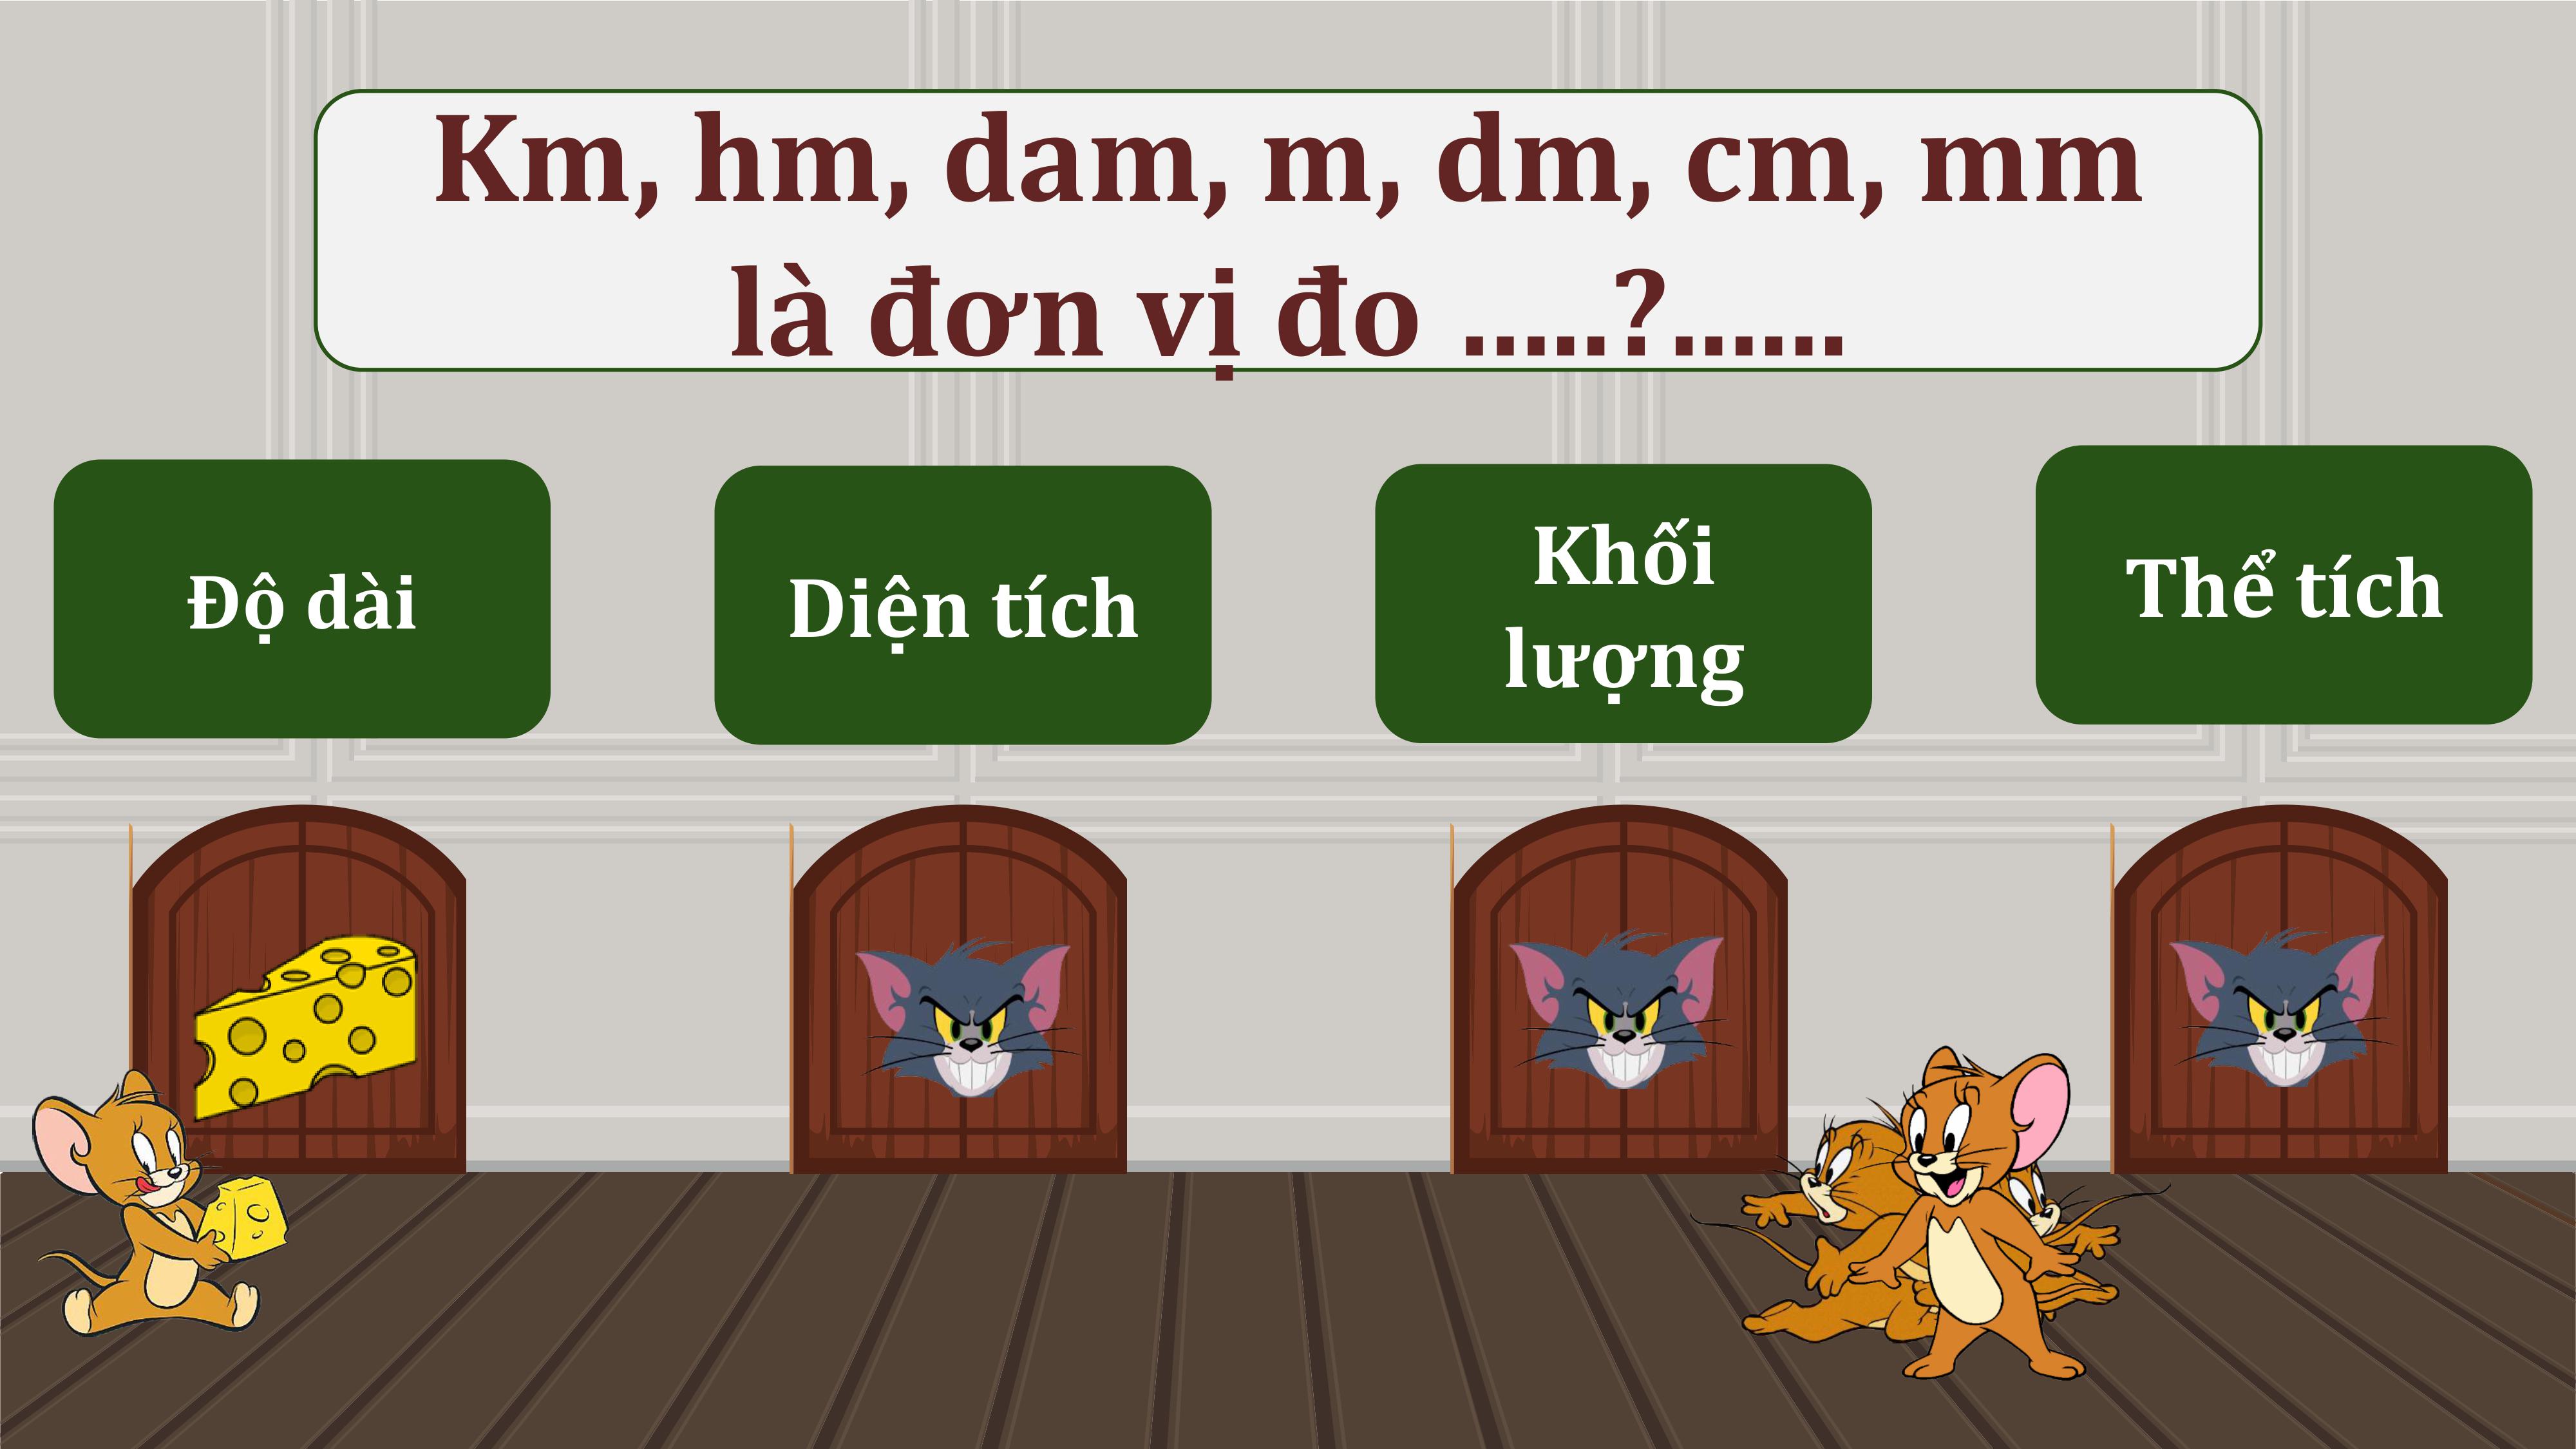 Km, hm, dam, m, dm, cm, mm
là đơn vị đo .....?......
Độ dài
Diện tích
Khối
lượng
Thể tích